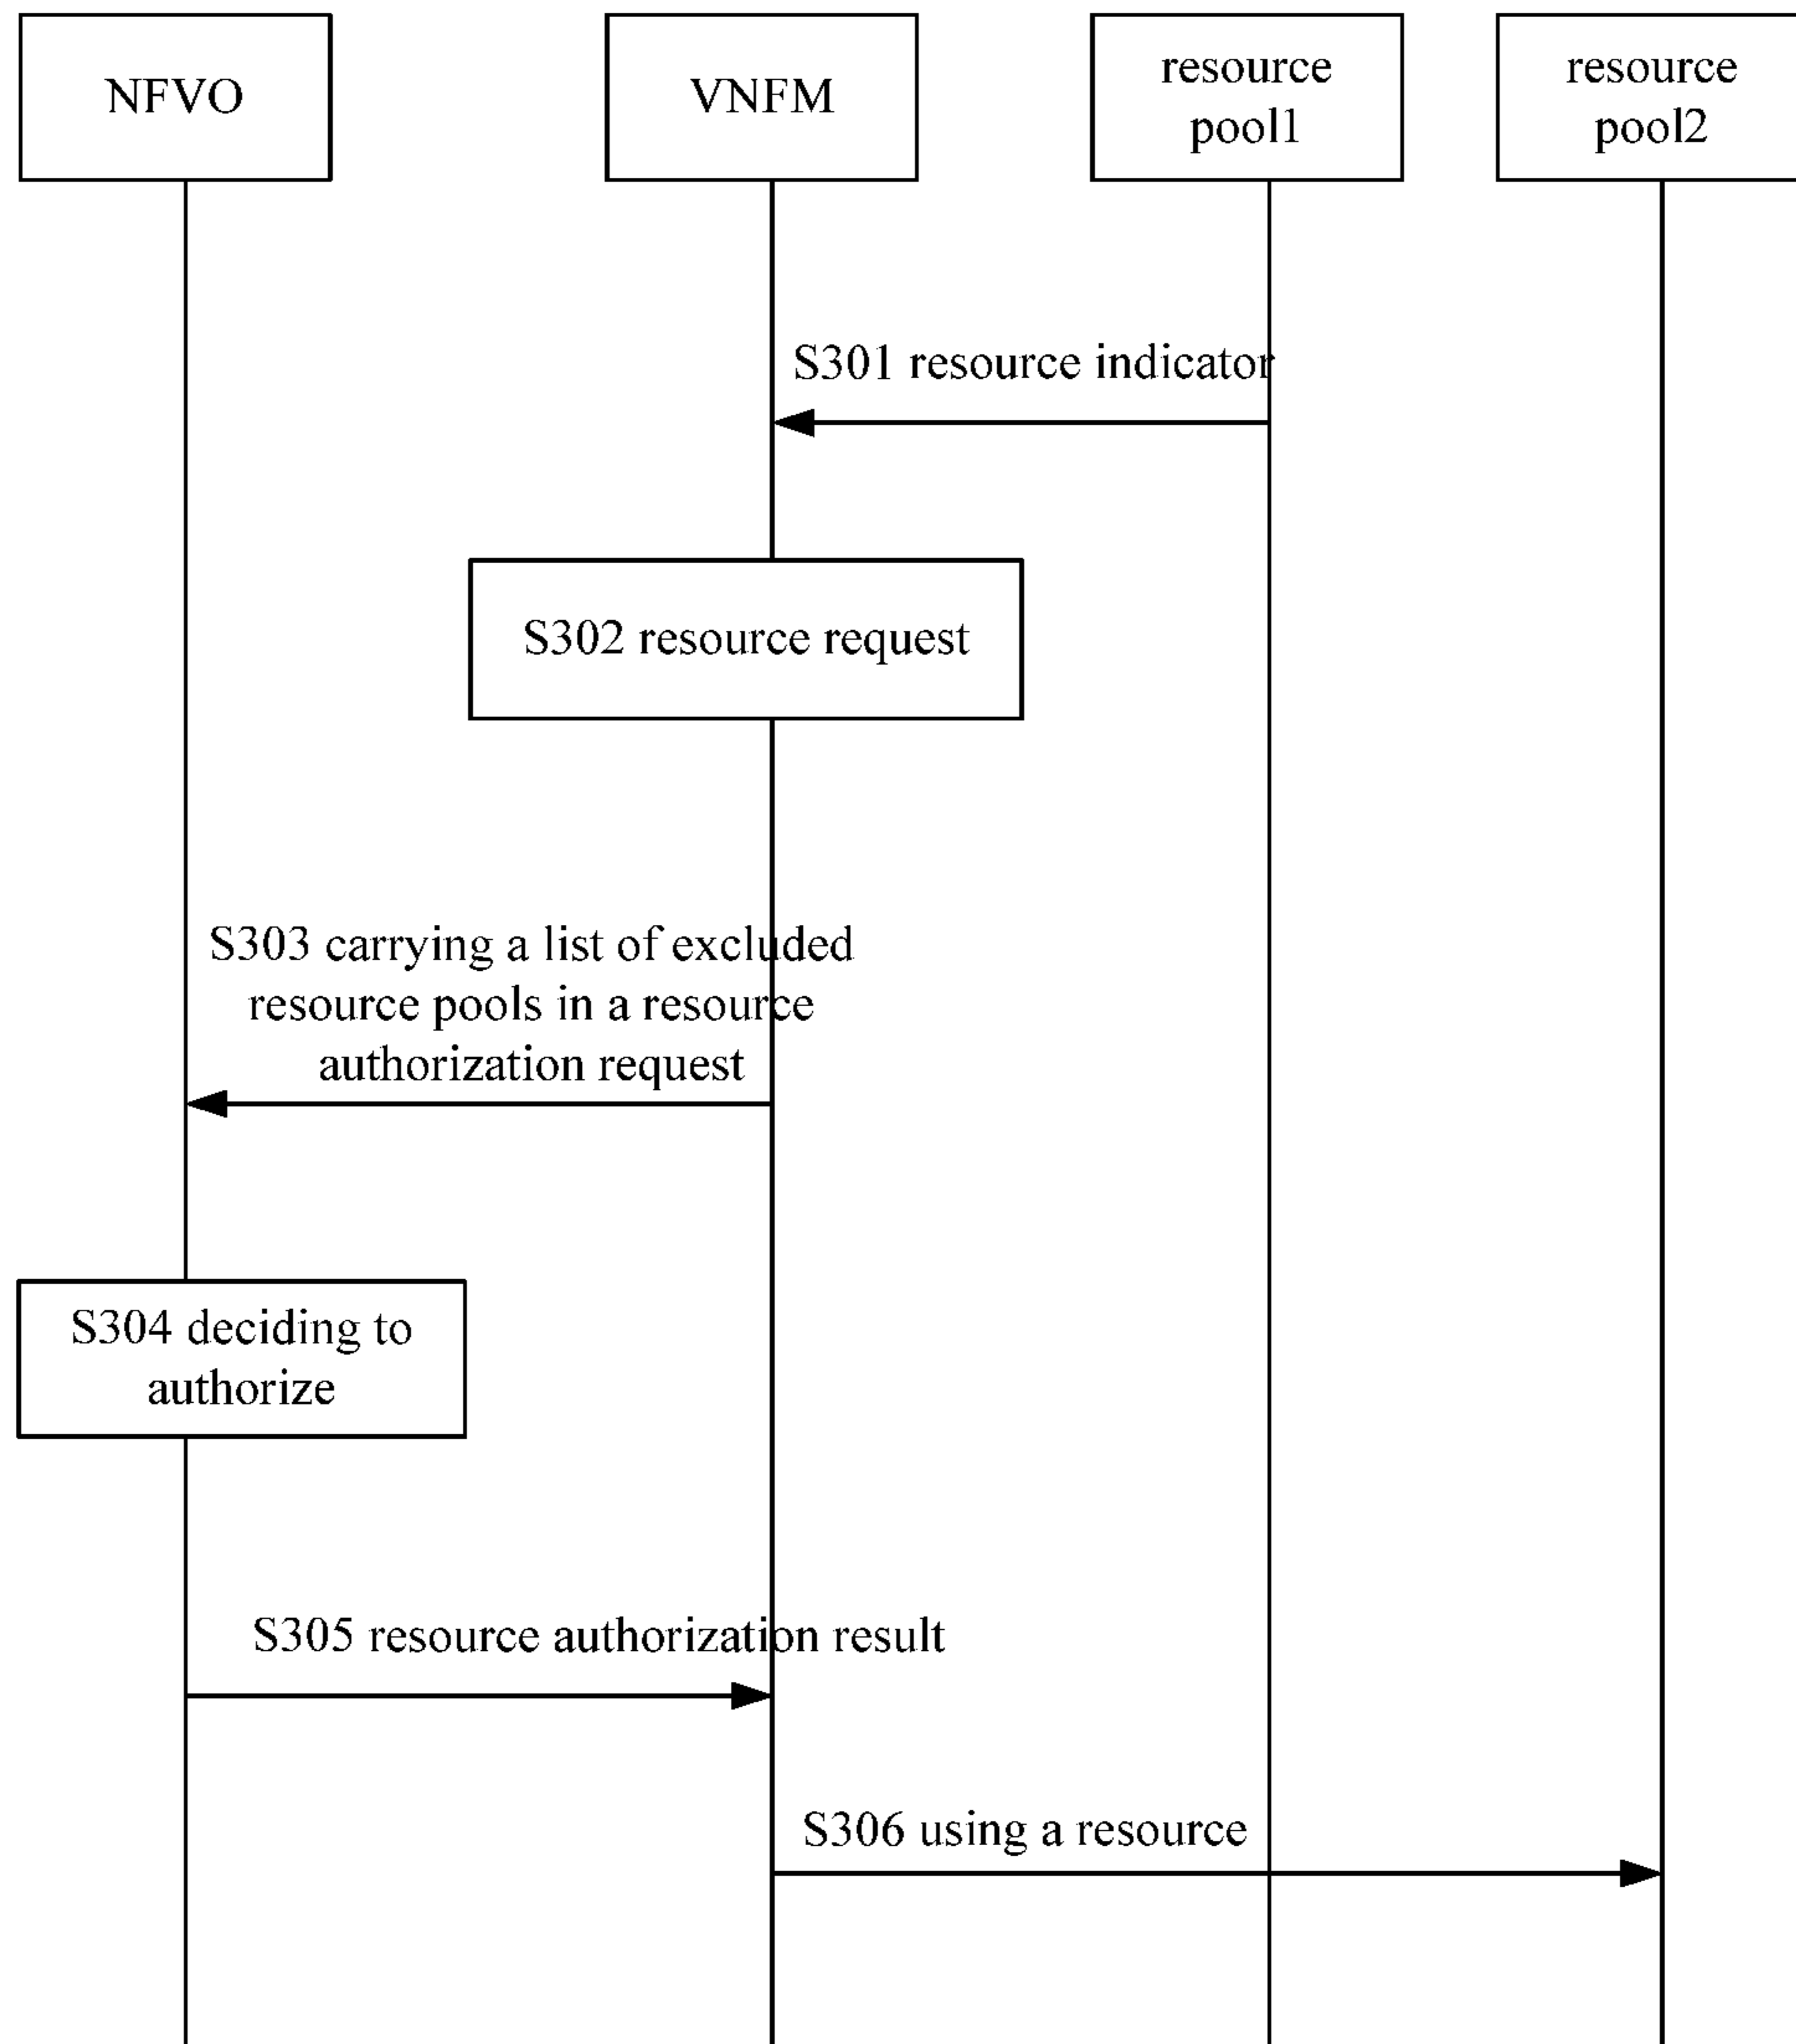 NFVO
VNFM
resource
pool1
resource
pool2
S301 resource indicator
S302 resource request
S303 carrying a list of excluded
resource pools in a resource
authorization request
S304 deciding to
authorize
S305 resource authorization result
S306 using a resource